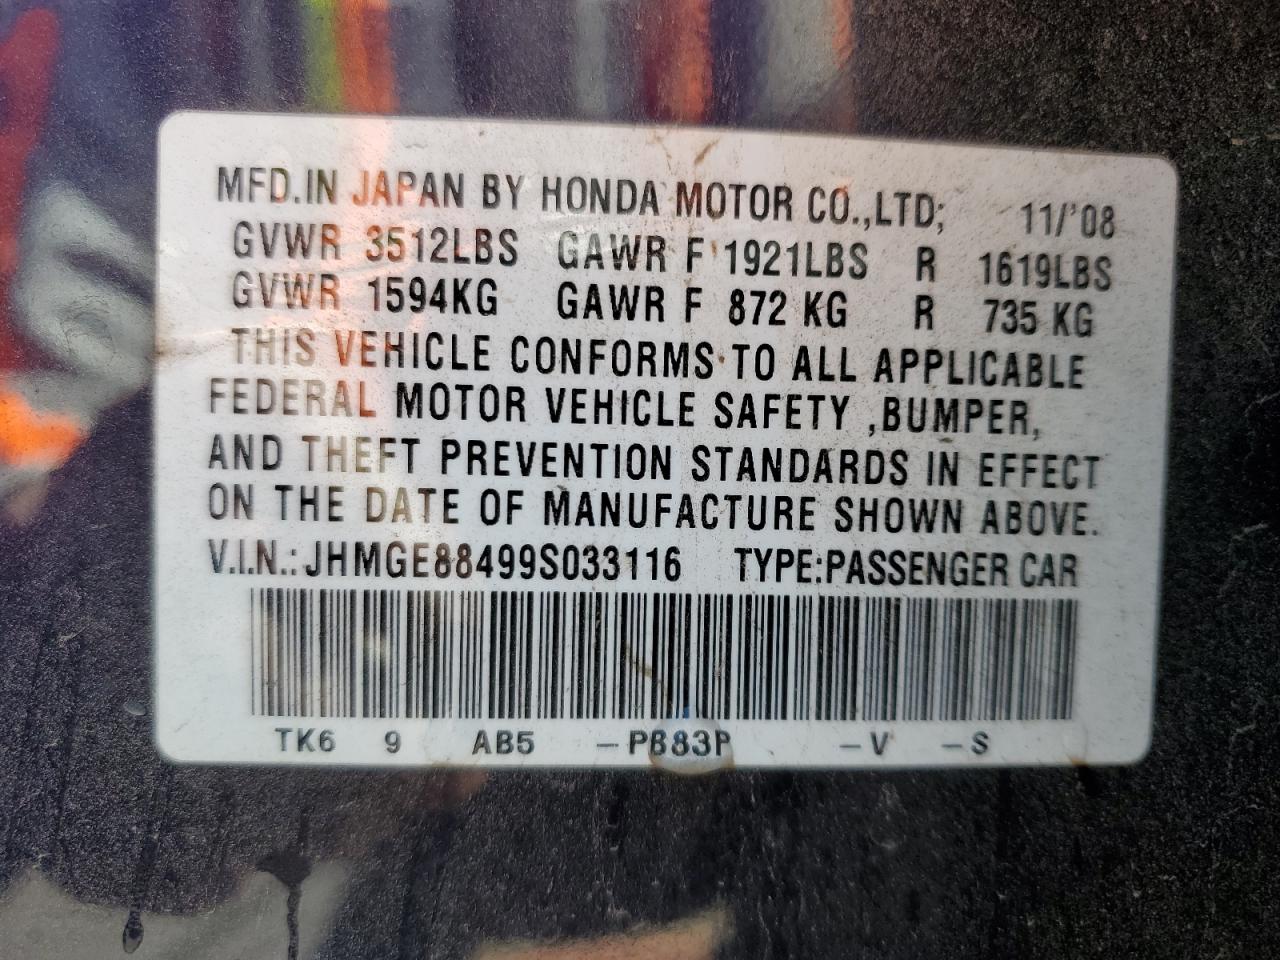 MFD.IN JAPAN BY HONDA MOTOR CO.,LTD; 11/'08
GVWR 3512LBS GAWR F 1921LBS R 1619LBS
GVWR 1594KG GAWR F 872 KG R 735 KG
THIS VEHICLE CONFORMS TO ALL APPLICABLE
FEDERAL MOTOR VEHICLE SAFETY ,BUMPER,
AND THEFT PREVENTION STANDARDS IN EFFECT
ON THE DATE OF MANUFACTURE SHOWN ABOVE.
V.I.N.: JHMGE88499S033116 TYPE:PASSENGER CAR
TK6 9 AB5 – PB83P – V – S